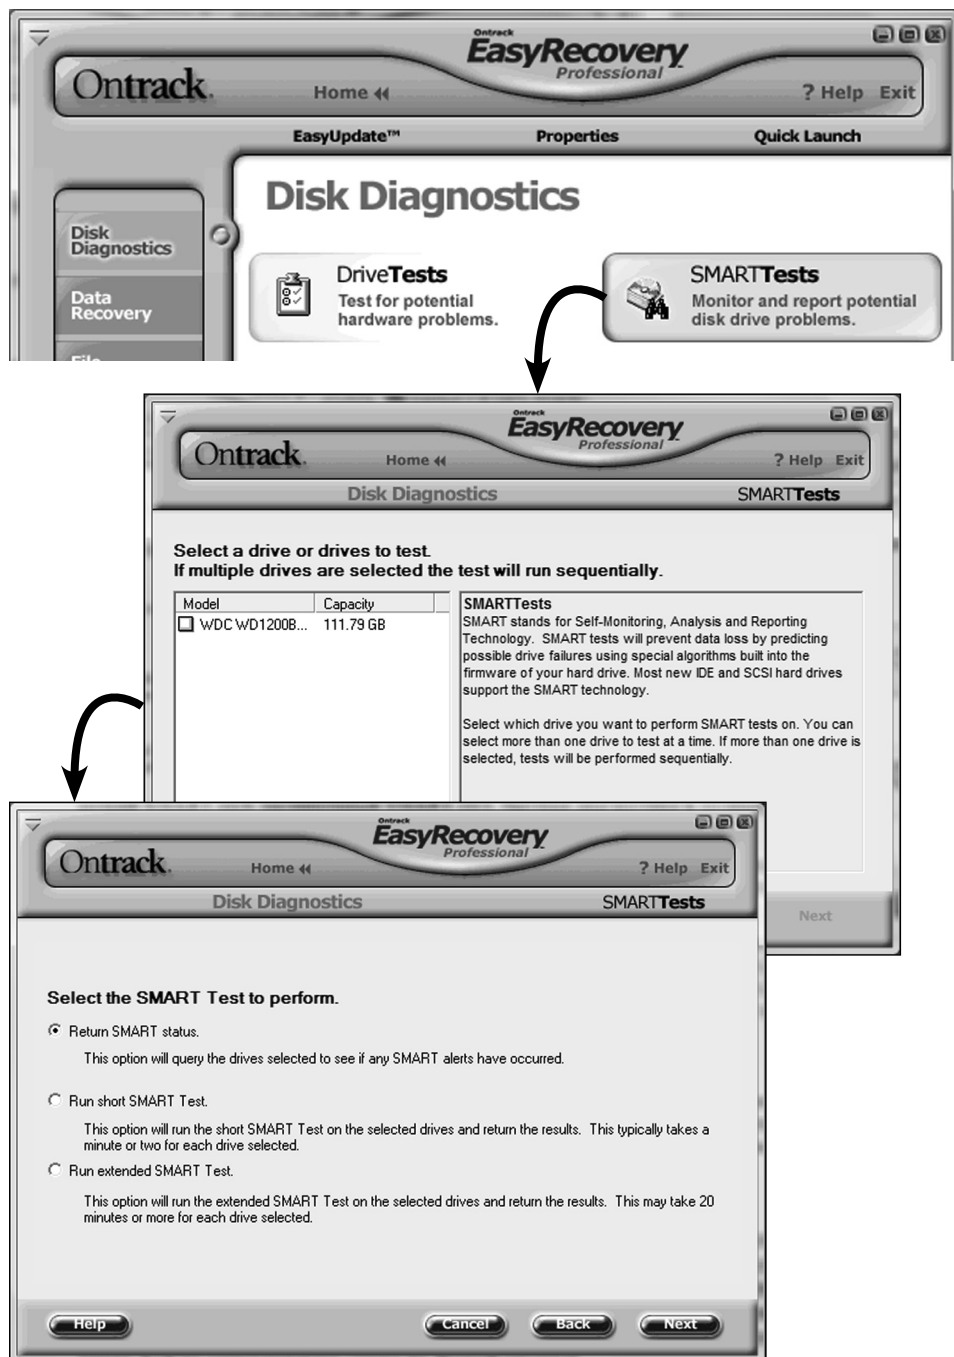 Ontrack
EasyRecovery
Professional
Ontrack.
Home
? Help Exit
EasyUpdate™ Properties Quick Launch
Disk Diagnostics
Disk
Diagnostics
Data
Recovery
File
DriveTests
Test for potential
hardware problems.
SMARTTests
Monitor and report potential
disk drive problems.
Ontrack
EasyRecovery
Professional
Ontrack.
Home
? Help Exit
Disk Diagnostics SMARTTests
Select a drive or drives to test.
If multiple drives are selected the test will run sequentially.
Model Capacity
WDC WD1200B... 111.79 GB
SMARTTests
SMART stands for Self-Monitoring, Analysis and Reporting
Technology. SMART tests will prevent data loss by predicting
possible drive failures using special algorithms built into the
firmware of your hard drive. Most new IDE and SCSI hard drives
support the SMART technology.
Select which drive you want to perform SMART tests on. You can
select more than one drive to test at a time. If more than one drive is
selected, tests will be performed sequentially.
Next
Ontrack
EasyRecovery
Professional
Ontrack.
Home
? Help Exit
Disk Diagnostics SMARTTests
Select the SMART Test to perform.
Return SMART status.
This option will query the drives selected to see if any SMART alerts have occurred.
Run short SMART Test.
This option will run the short SMART Test on the selected drives and return the results. This typically takes a
minute or two for each drive selected.
Run extended SMART Test.
This option will run the extended SMART Test on the selected drives and return the results. This may take 20
minutes or more for each drive selected.
Help Cancel Back Next